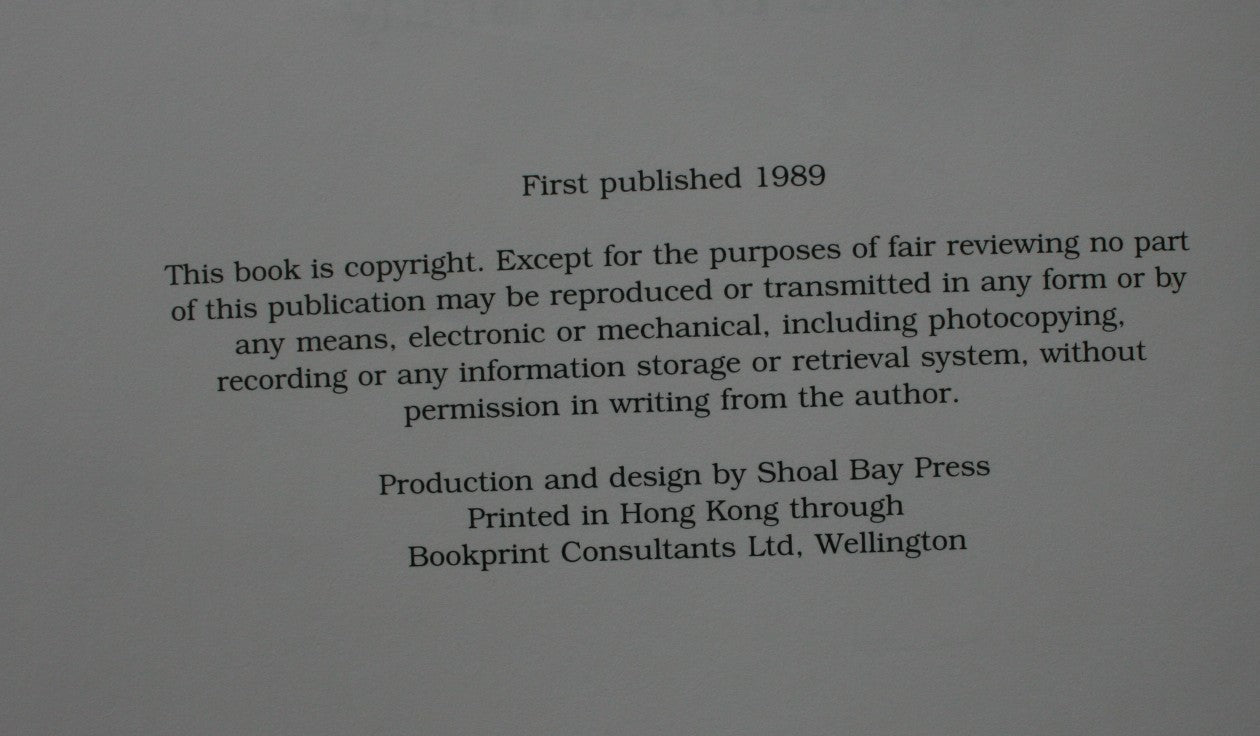 First published 1989
This book is copyright. Except for the purposes of fair reviewing no part
of this publication may be reproduced or transmitted in any form or by
any means, electronic or mechanical, including photocopying,
recording or any information storage or retrieval system, without
permission in writing from the author.
Production and design by Shoal Bay Press
Printed in Hong Kong through
Bookprint Consultants Ltd, Wellington